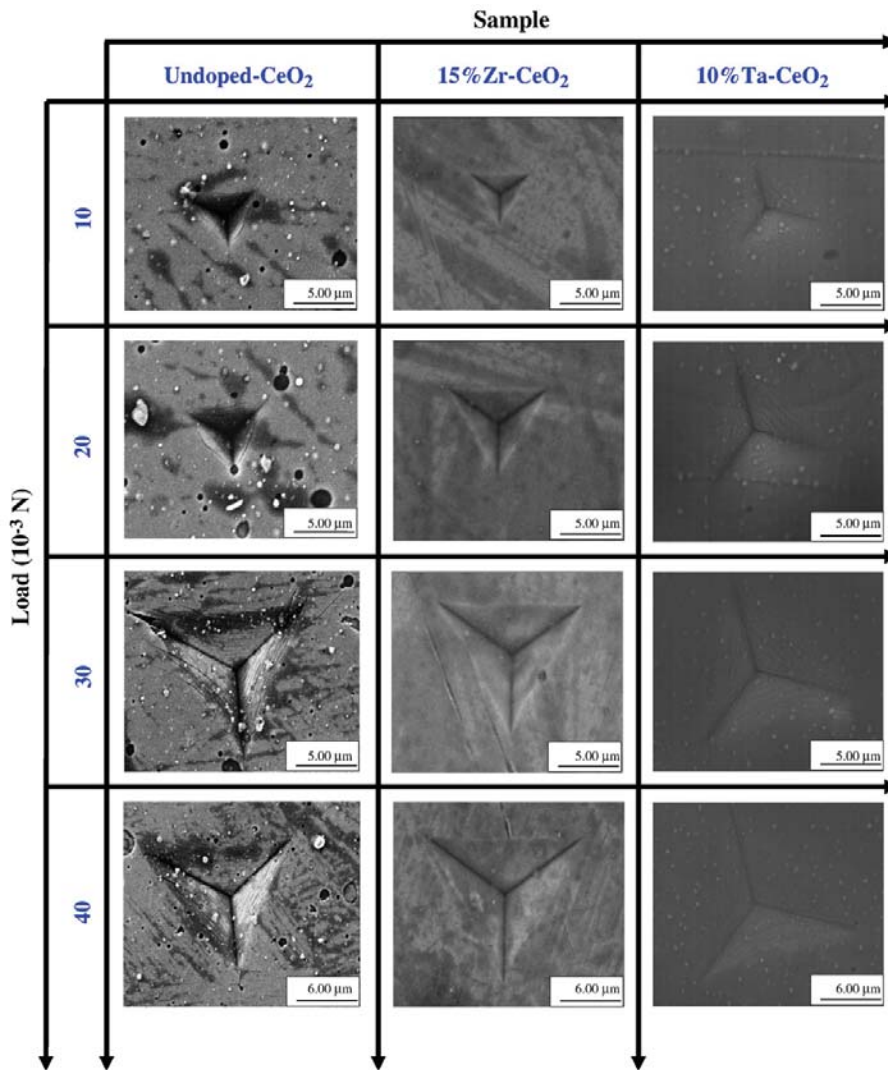 Sample
Undoped-CeO₂
15%Zr-CeO₂
10%Ta-CeO₂
Load (10⁻³ N)
10
5.00 µm
5.00 µm
5.00 µm
20
5.00 µm
5.00 µm
5.00 µm
30
5.00 µm
5.00 µm
5.00 µm
40
6.00 µm
6.00 µm
6.00 µm